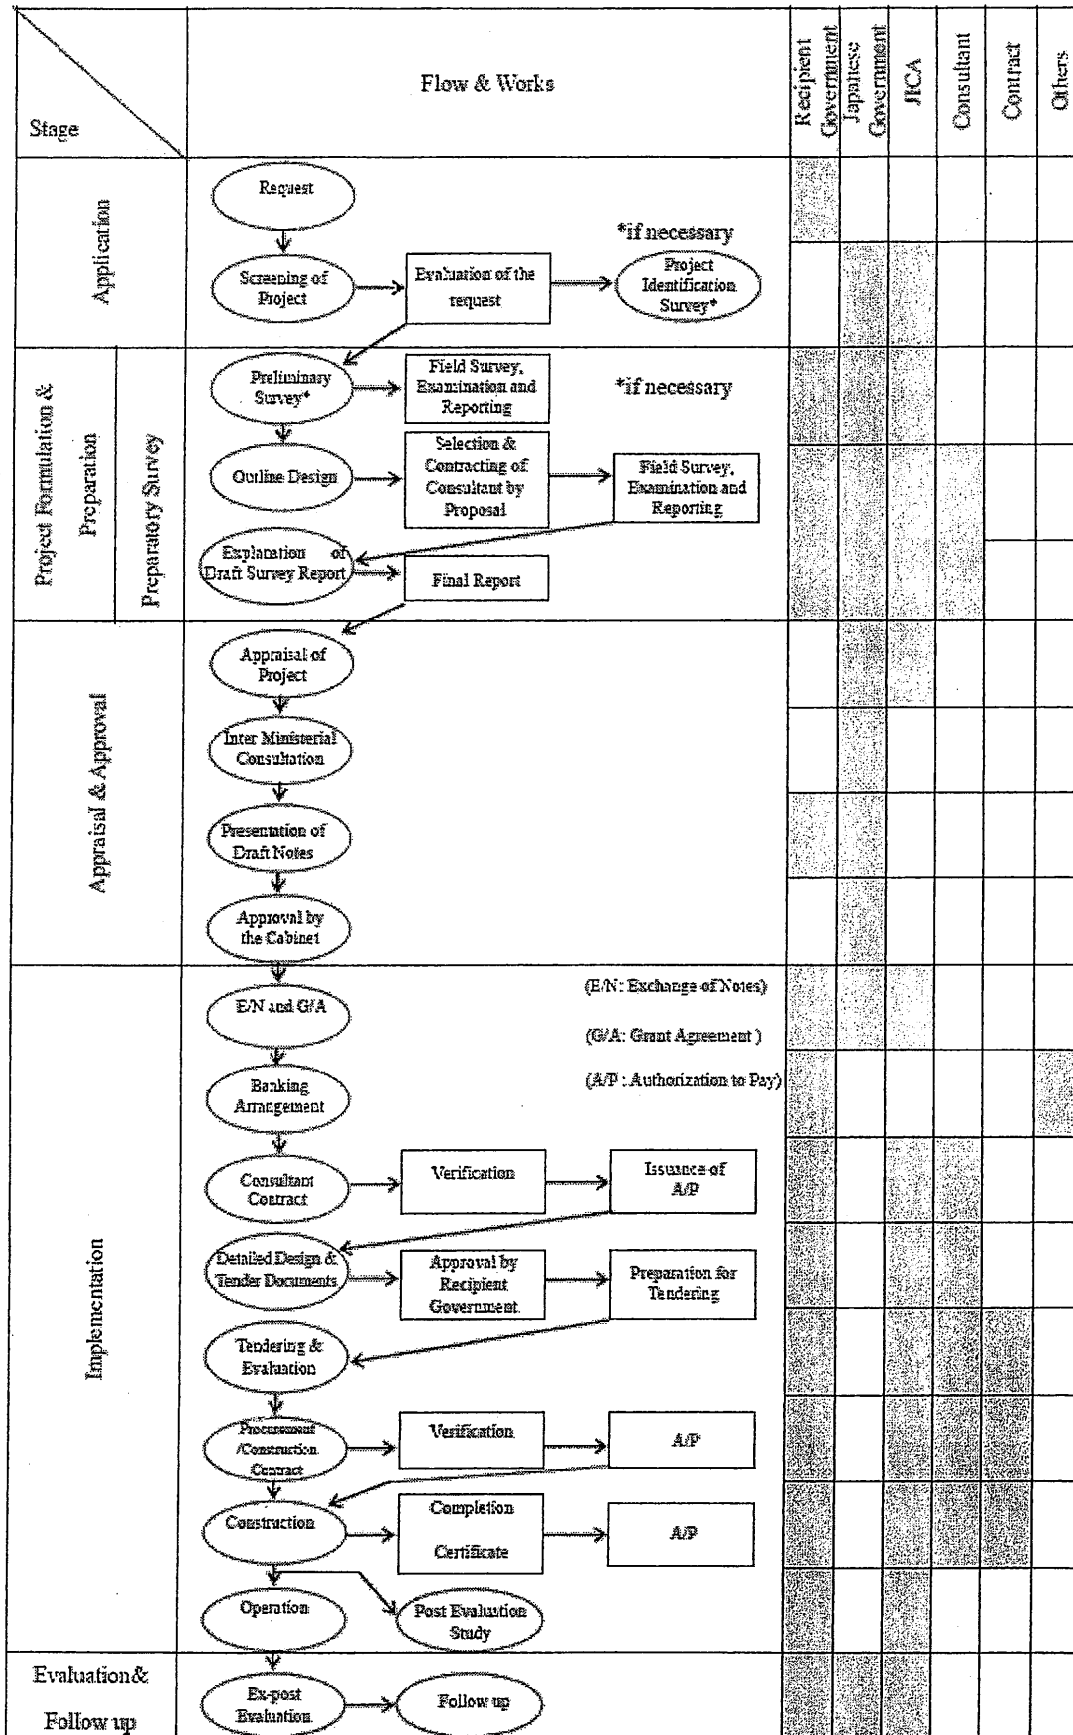 Stage
Flow & Works
Recipient
Government
Japanese
Government
JICA
Consultant
Contract
Others
Application
Request
*if necessary
Screening of
Project
Evaluation of the
request
Project
Identification
Survey*
Project Formulation &
Preparation
Preparatory Survey
Preliminary
Survey*
Field Survey,
Examination and
Reporting
*if necessary
Outline Design
Selection &
Contracting of
Consultant by
Proposal
Field Survey,
Examination and
Reporting
Explanation of
Draft Survey Report
Final Report
Appraisal & Approval
Appraisal of
Project
Inter Ministerial
Consultation
Presentation of
Draft Notes
Approval by
the Cabinet
Implementation
E/N and G/A
(E/N: Exchange of Notes)
(G/A: Grant Agreement )
(A/P : Authorization to Pay)
Banking
Arrangement
Consultant
Contract
Verification
Issuance of
A/P
Detailed Design &
Tender Documents
Approval by
Recipient
Government
Preparation for
Tendering
Tendering &
Evaluation
Procurement
/Construction
Contract
Verification
A/P
Construction
Completion
Certificate
A/P
Operation
Post Evaluation
Study
Evaluation&
Follow up
Ex-post
Evaluation
Follow up